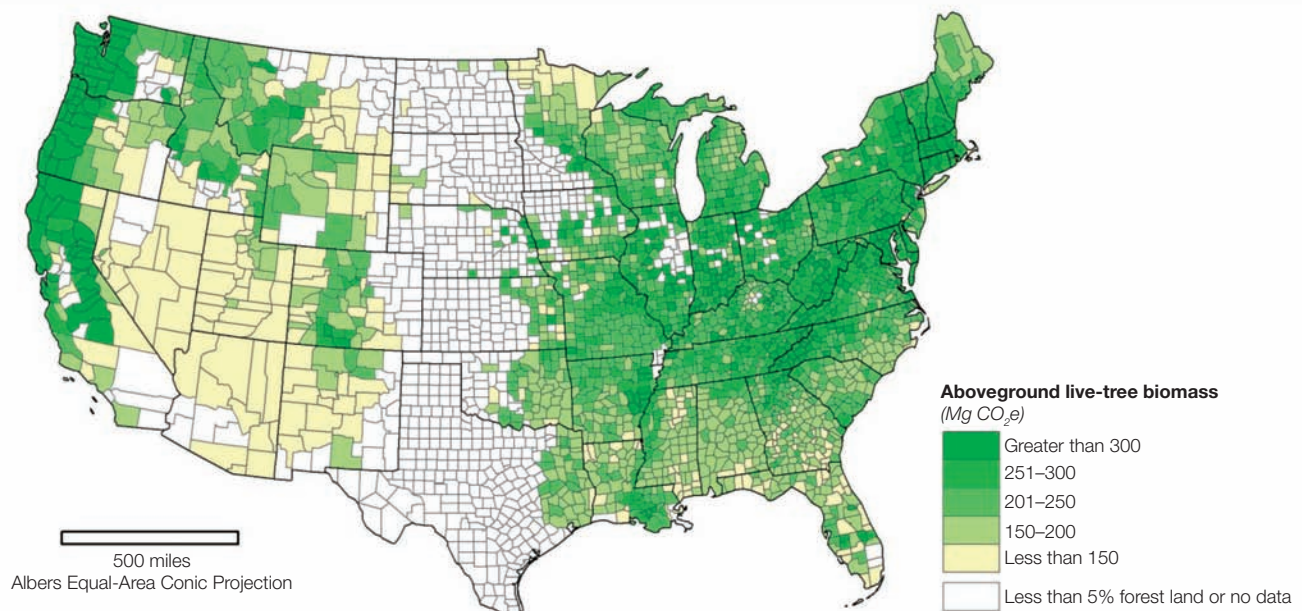 500 miles
Albers Equal-Area Conic Projection
Aboveground live-tree biomass
(Mg CO₂e)
Greater than 300
251–300
201–250
150–200
Less than 150
Less than 5% forest land or no data